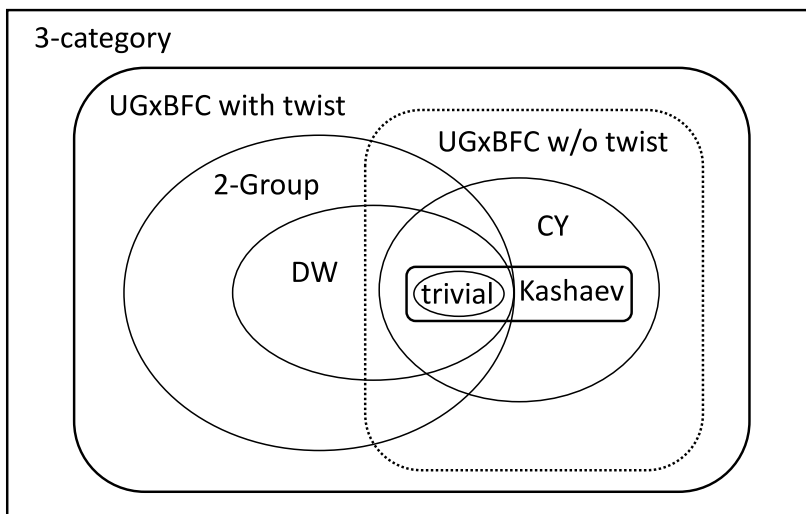 3-category
UGxBFC with twist
UGxBFC w/o twist
2-Group
CY
DW
trivial
Kashaev